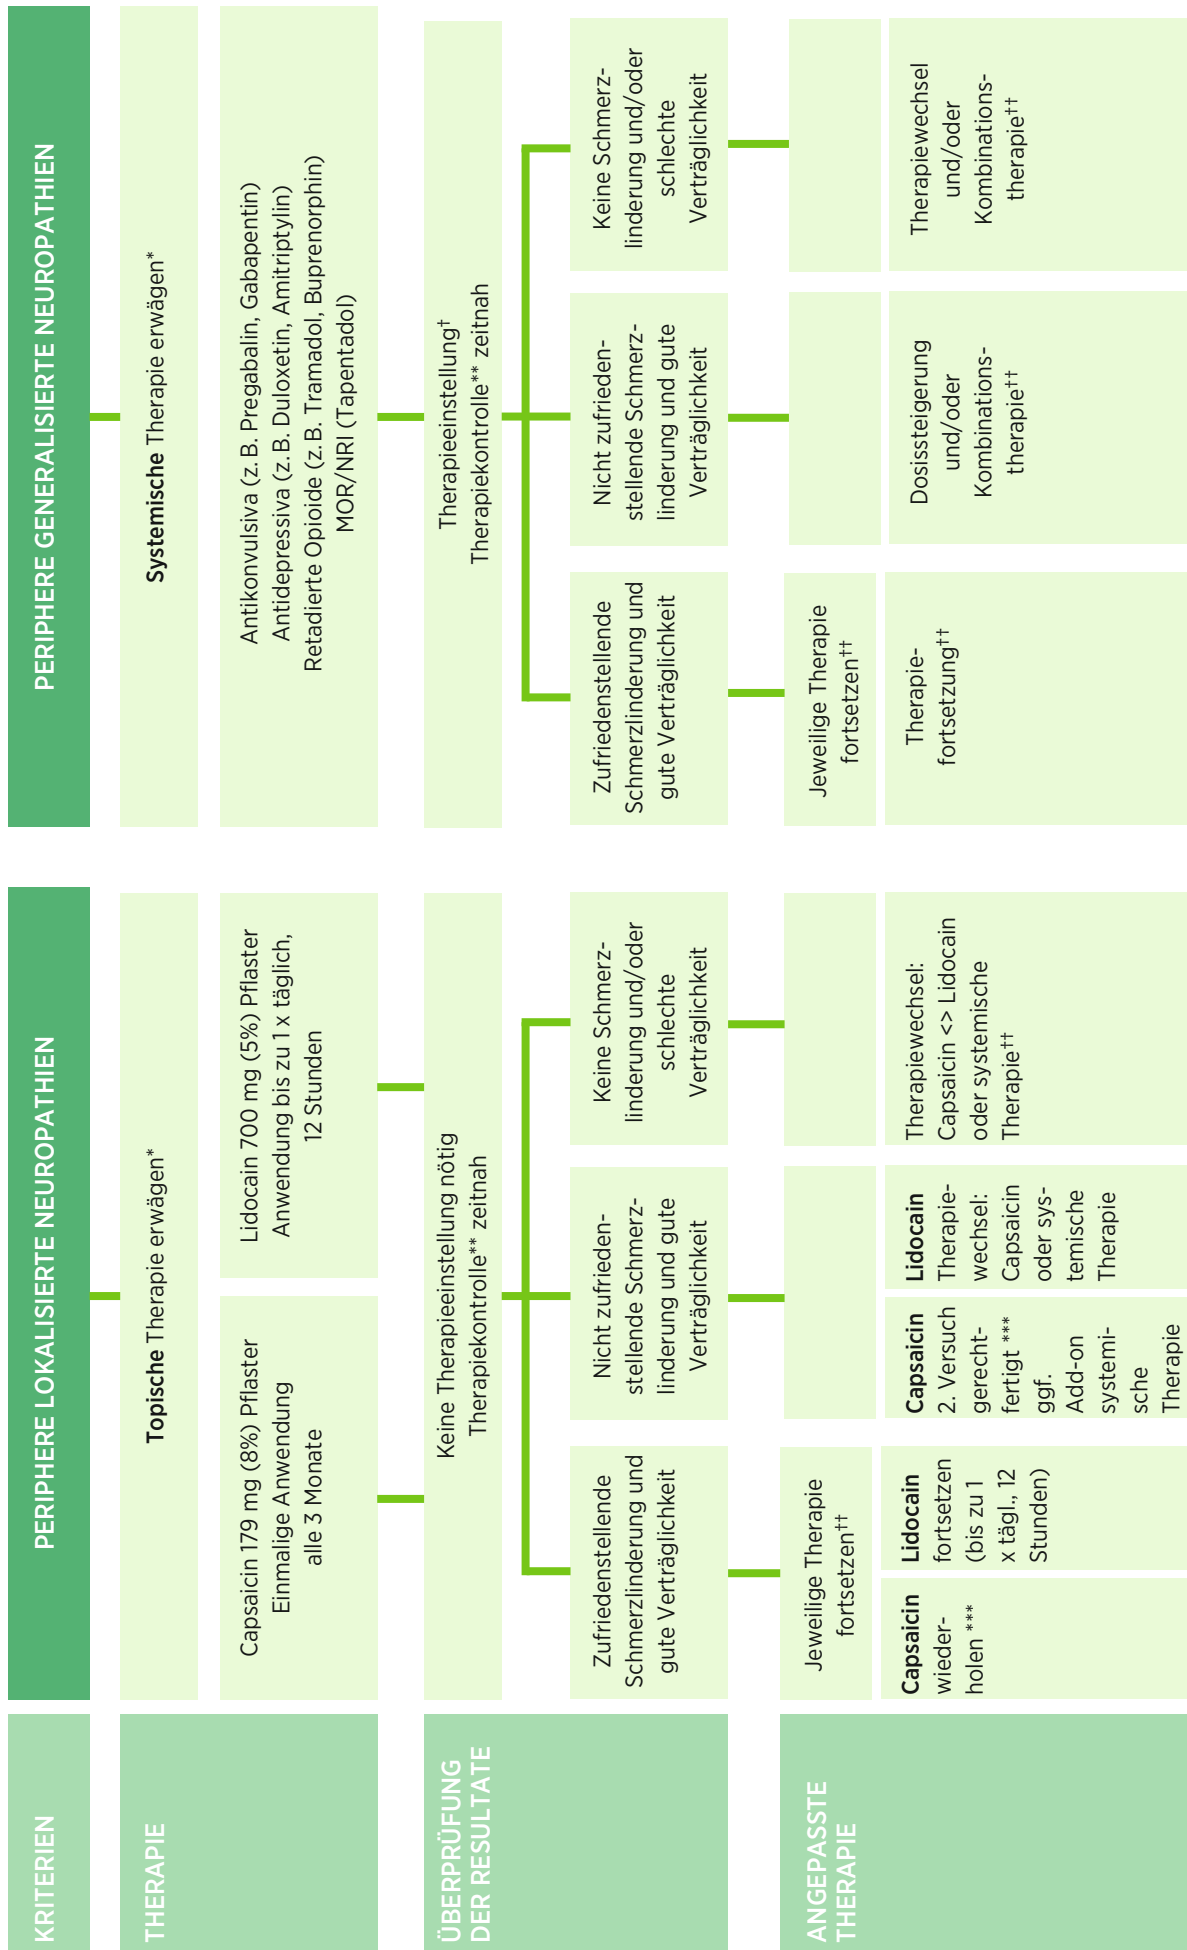 KRITERIEN
PERIPHERE LOKALISIERTE NEUROPATHIEN
PERIPHERE GENERALISIERTE NEUROPATHIEN
THERAPIE
Topische Therapie erwägen*
Systemische Therapie erwägen*
Capsaicin 179 mg (8%) Pflaster
Einmalige Anwendung
alle 3 Monate
Lidocain 700 mg (5%) Pflaster
Anwendung bis zu 1 x täglich,
12 Stunden
Antikonvulsiva (z. B. Pregabalin, Gabapentin)
Antidepressiva (z. B. Duloxetin, Amitriptylin)
Retadierte Opioide (z. B. Tramadol, Buprenorphin)
MOR/NRI (Tapentadol)
ÜBERPRÜFUNG
DER RESULTATE
Keine Therapieeinstellung nötig
Therapiekontrolle** zeitnah
Therapieeinstellung†
Therapiekontrolle** zeitnah
Zufriedenstellende
Schmerzlinderung und
gute Verträglichkeit
Nicht zufrieden-
stellende Schmerz-
linderung und gute
Verträglichkeit
Keine Schmerz-
linderung und/oder
schlechte
Verträglichkeit
Zufriedenstellende
Schmerzlinderung und
gute Verträglichkeit
Nicht zufrieden-
stellende Schmerz-
linderung und gute
Verträglichkeit
Keine Schmerz-
linderung und/oder
schlechte
Verträglichkeit
ANGEPASSTE
THERAPIE
Jeweilige Therapie
fortsetzen††
Jeweilige Therapie
fortsetzen††
Capsaicin
wieder-
holen ***
Lidocain
fortsetzen
(bis zu 1
x tägl., 12
Stunden)
Capsaicin
2. Versuch
gerecht-
fertigt ***
ggf.
Add-on
systemi-
sche
Therapie
Lidocain
Therapie-
wechsel:
Capsaicin
oder sys-
temische
Therapie
Therapiewechsel:
Capsaicin <> Lidocain
oder systemische
Therapie††
Therapie-
fortsetzung††
Dosissteigerung
und/oder
Kombinations-
therapie††
Therapiewechsel
und/oder
Kombinations-
therapie††